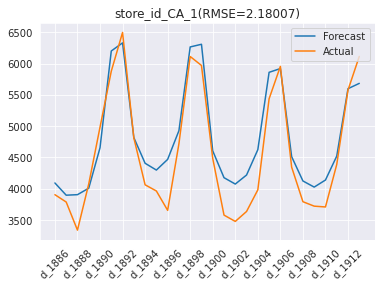 store_id_CA_1(RMSE=2.18007)
Forecast
Actual
6500
6000
5500
5000
4500
4000
3500
d_1886
d_1888
d_1890
d_1892
d_1894
d_1896
d_1898
d_1900
d_1902
d_1904
d_1906
d_1908
d_1910
d_1912